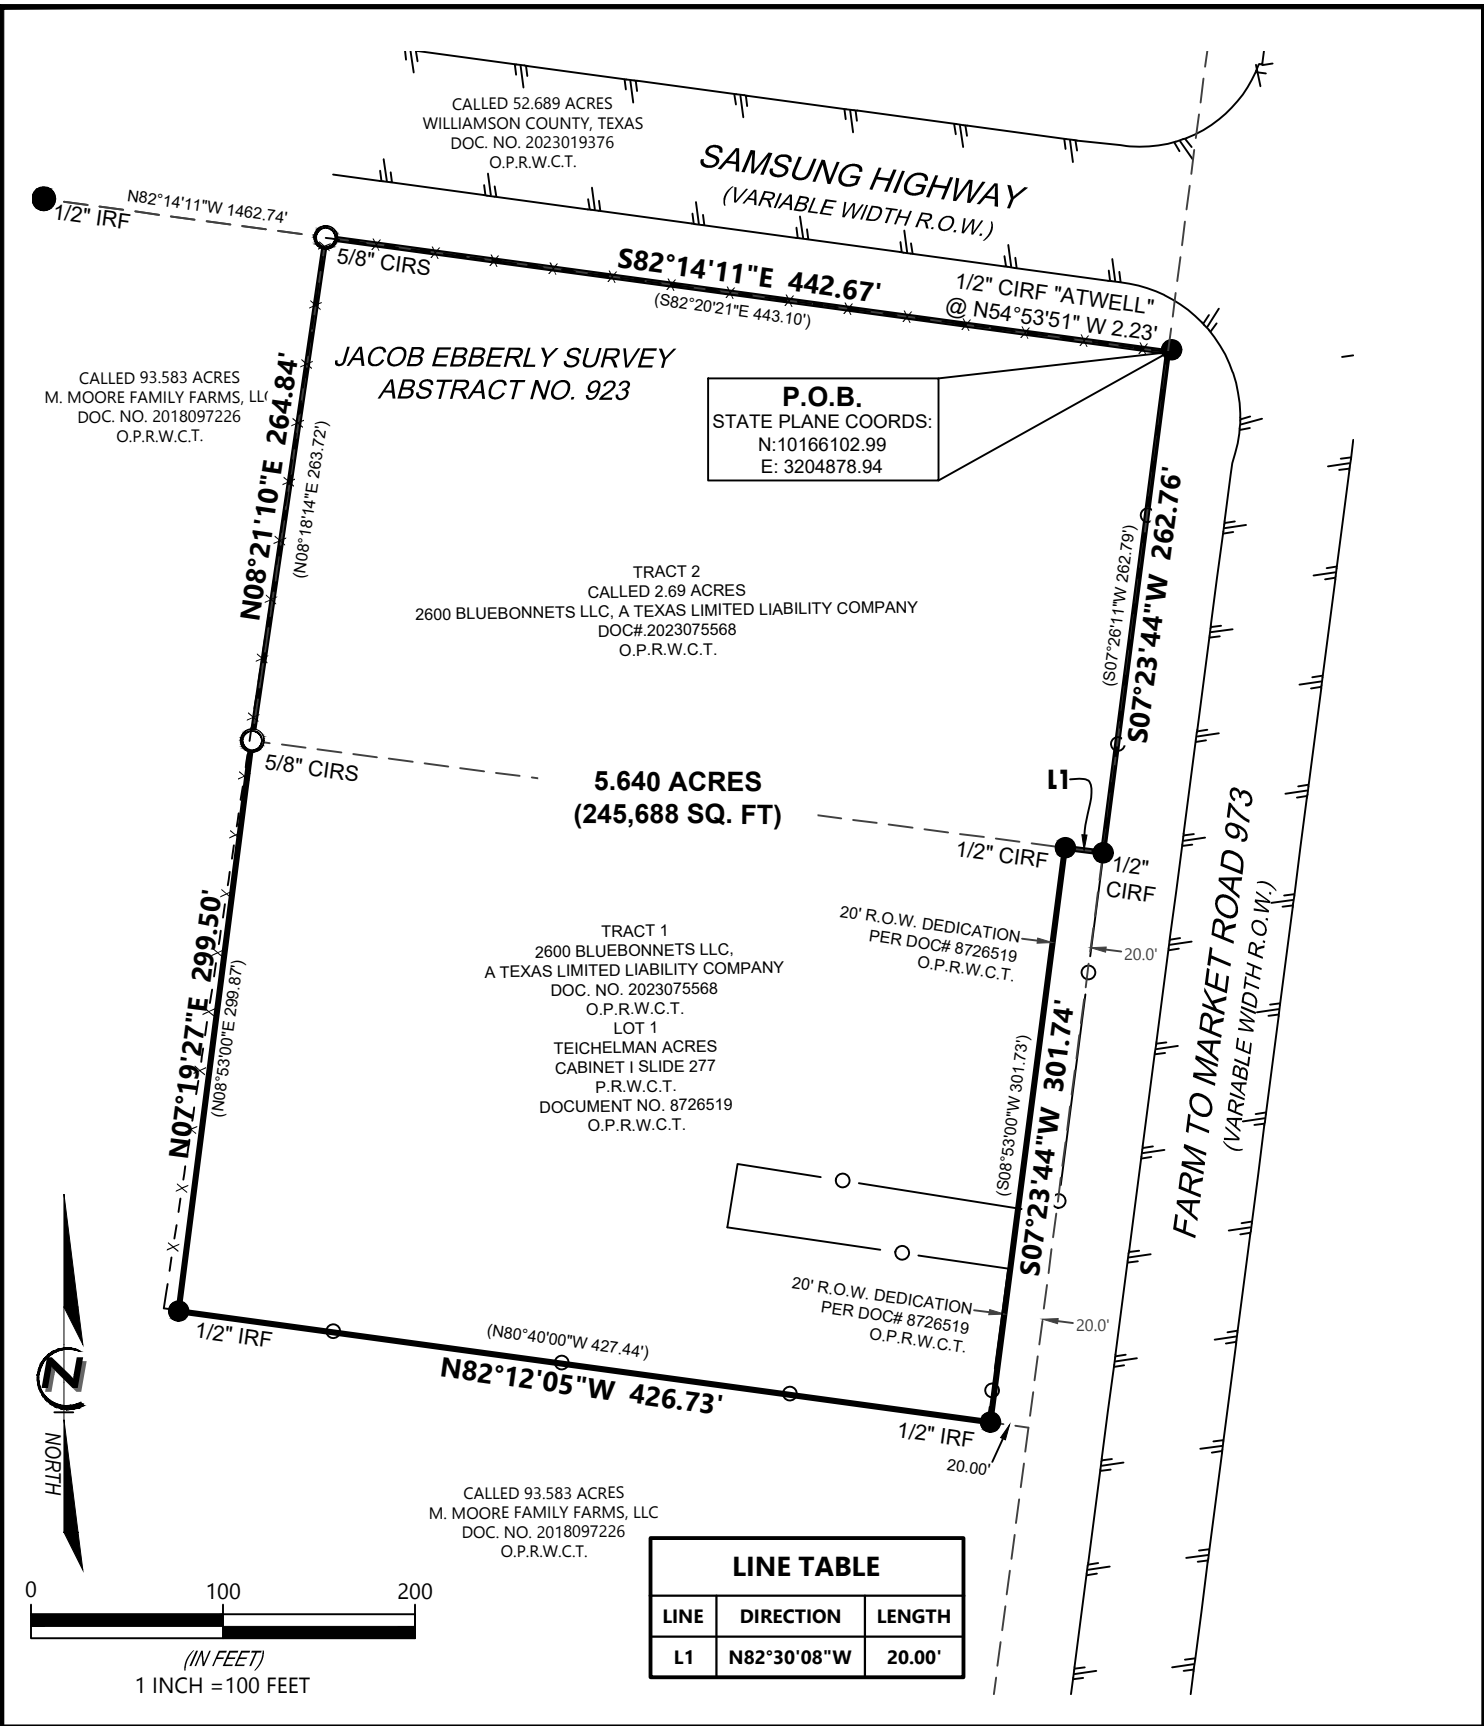 CALLED 52.689 ACRES
WILLIAMSON COUNTY, TEXAS
DOC. NO. 2023019376
O.P.R.W.C.T.
SAMSUNG HIGHWAY
(VARIABLE WIDTH R.O.W.)
N82°14'11"W 1462.74'
1/2" IRF
5/8" CIRS
S82°14'11"E 442.67'
(S82°20'21"E 443.10')
1/2" CIRF "ATWELL"
@ N54°53'51" W 2.23'
JACOB EBBERLY SURVEY
ABSTRACT NO. 923
CALLED 93.583 ACRES
M. MOORE FAMILY FARMS, LLC
DOC. NO. 2018097226
O.P.R.W.C.T.
N08°21'10"E 264.84'
(N08°18'14"E 263.72')
P.O.B.
STATE PLANE COORDS:
N:10166102.99
E: 3204878.94
S07°23'44"W 262.76'
(S07°26'11"W 262.79')
TRACT 2
CALLED 2.69 ACRES
2600 BLUEBONNETS LLC, A TEXAS LIMITED LIABILITY COMPANY
DOC#.2023075568
O.P.R.W.C.T.
5/8" CIRS
5.640 ACRES
(245,688 SQ. FT)
L1
1/2" CIRF
1/2"
CIRF
FARM TO MARKET ROAD 973
(VARIABLE WIDTH R.O.W.)
20' R.O.W. DEDICATION
PER DOC# 8726519
O.P.R.W.C.T.
20.0'
N07°19'27"E 299.50'
(N08°53'00"E 299.87')
TRACT 1
2600 BLUEBONNETS LLC,
A TEXAS LIMITED LIABILITY COMPANY
DOC. NO. 2023075568
O.P.R.W.C.T.
LOT 1
TEICHELMAN ACRES
CABINET I SLIDE 277
P.R.W.C.T.
DOCUMENT NO. 8726519
O.P.R.W.C.T.
(S08°53'00"W 301.73')
S07°23'44"W 301.74'
20' R.O.W. DEDICATION
PER DOC# 8726519
O.P.R.W.C.T.
20.0'
1/2" IRF
(N80°40'00"W 427.44')
N82°12'05"W 426.73'
1/2" IRF
20.00'
N
NORTH
CALLED 93.583 ACRES
M. MOORE FAMILY FARMS, LLC
DOC. NO. 2018097226
O.P.R.W.C.T.
0 100 200
(IN FEET)
1 INCH =100 FEET
LINE TABLE
LINE DIRECTION LENGTH
L1 N82°30'08"W 20.00'